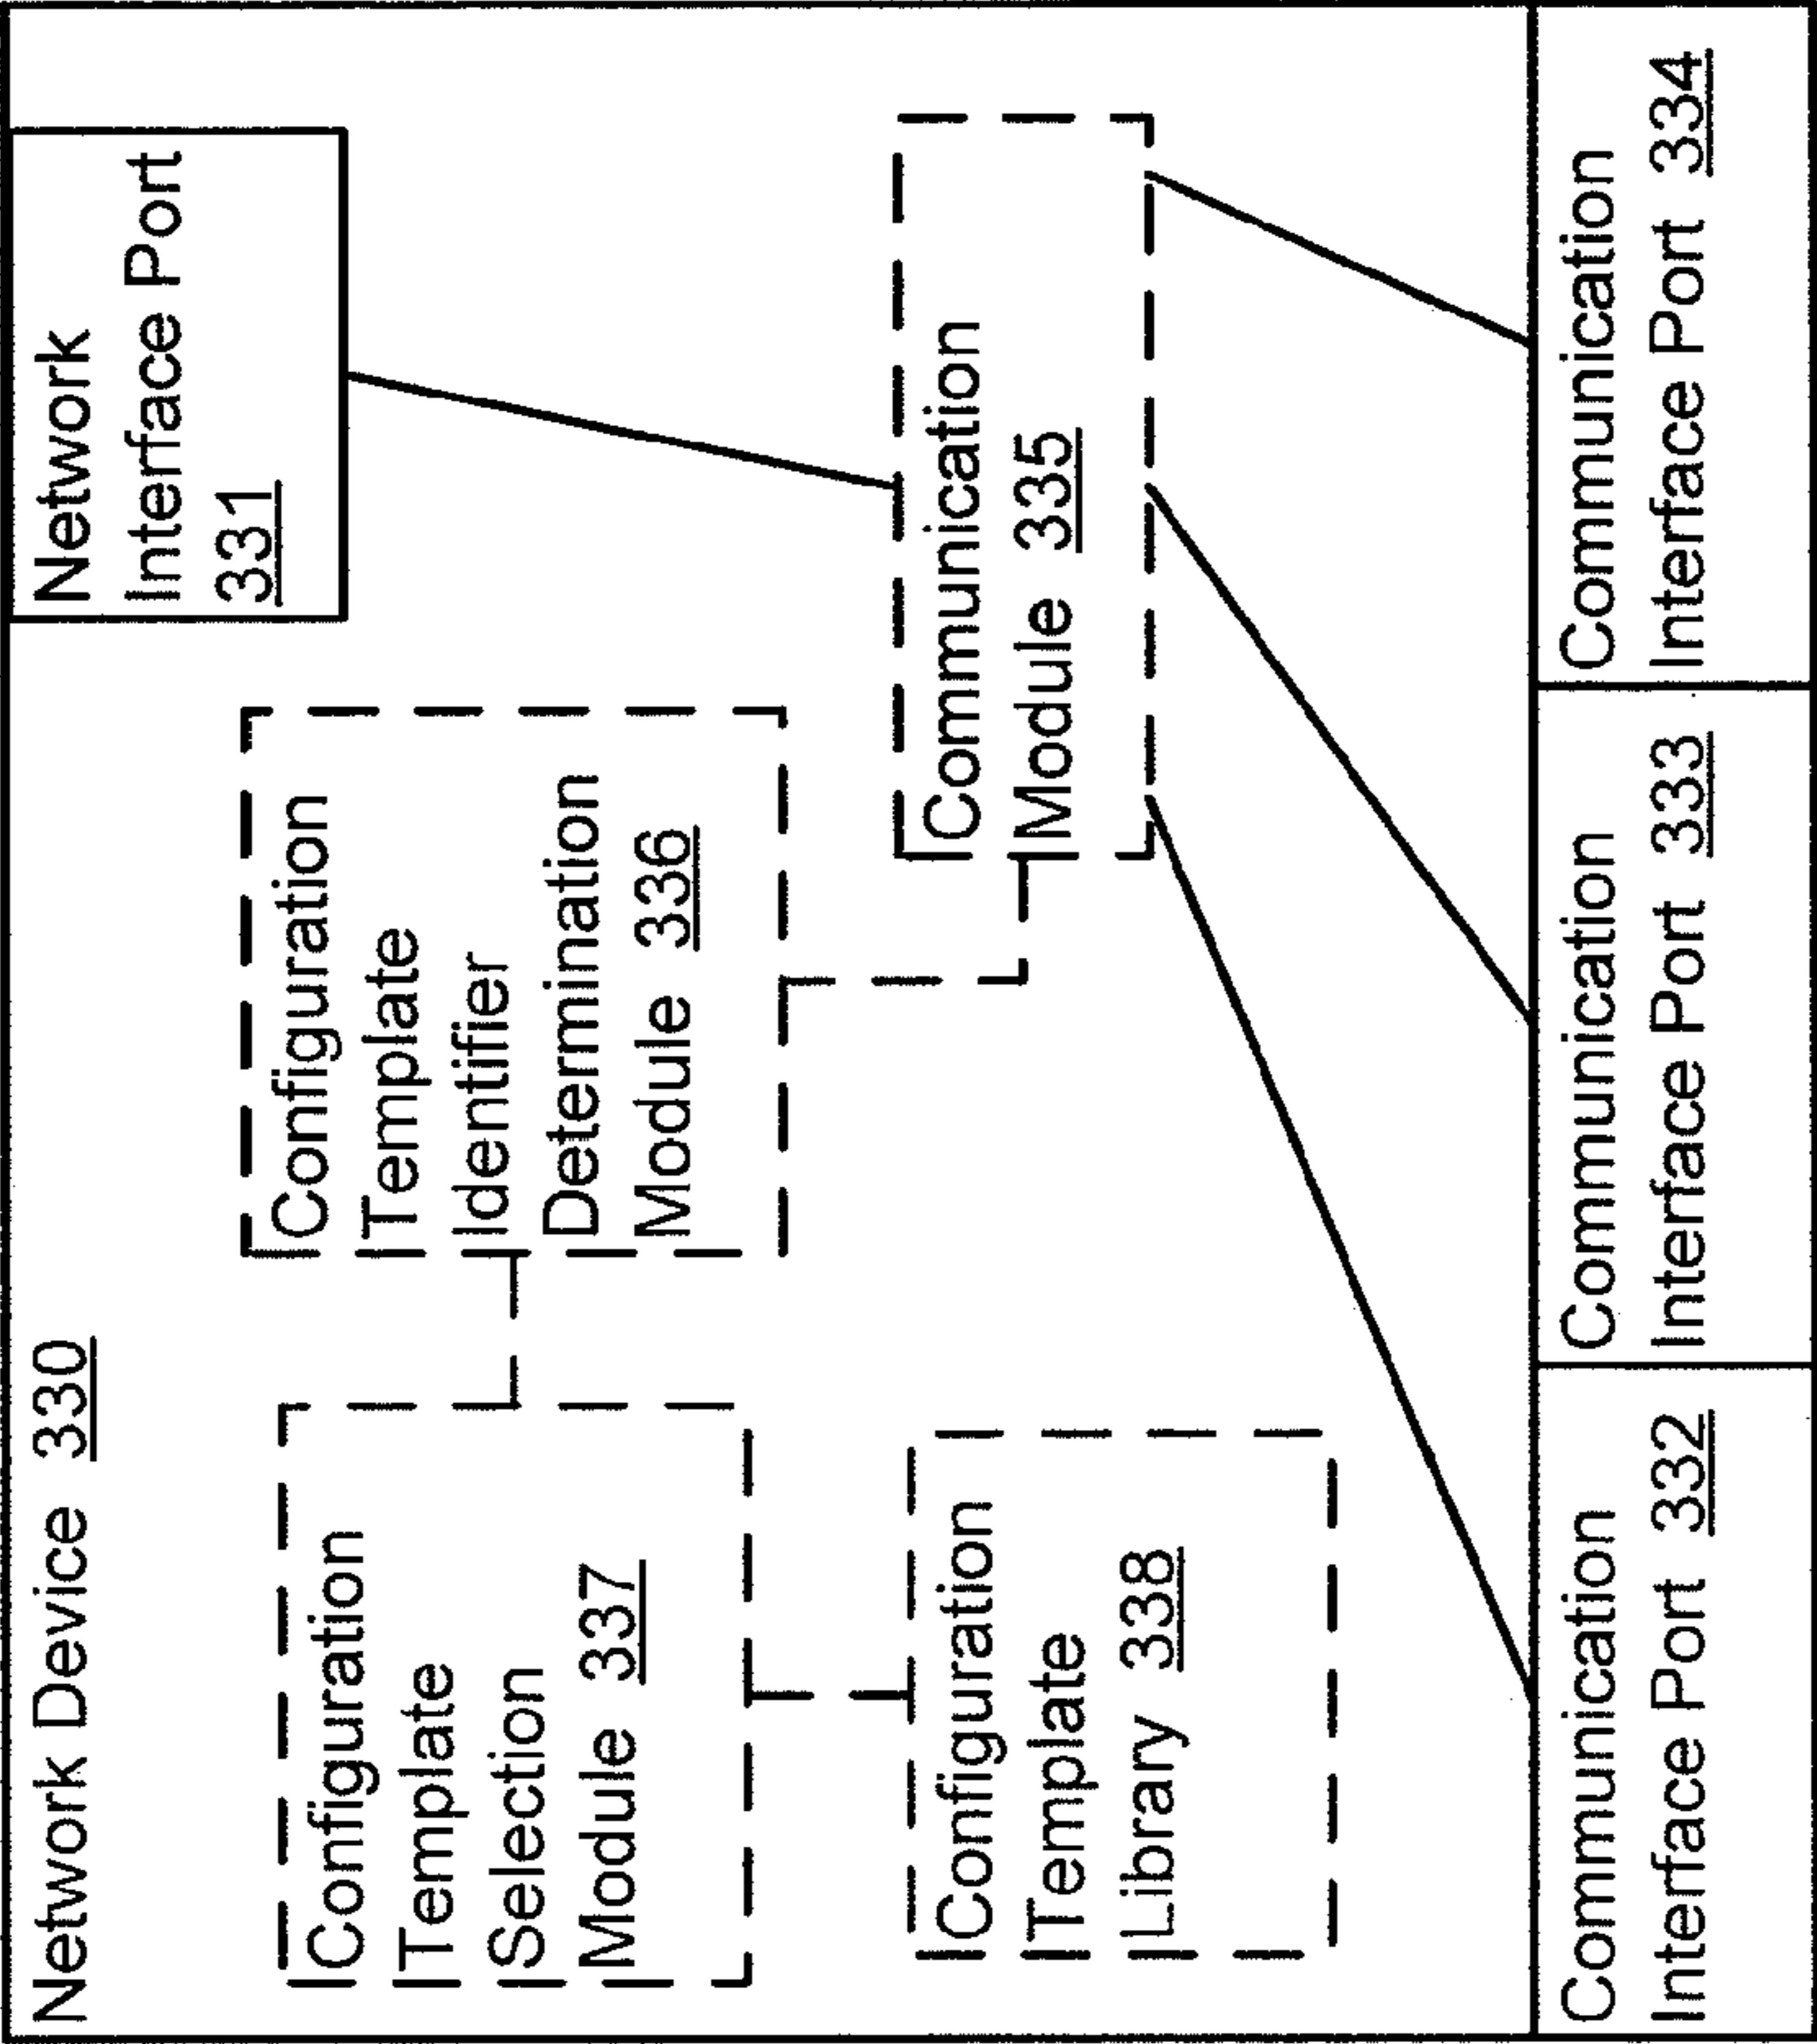 Network Device 330
Network
Interface Port
331
Configuration
Template
Identifier
Determination
Module 336
Configuration
Template
Selection
Module 337
Communication
Module 335
Configuration
Template
Library 338
Communication
Interface Port 332
Communication
Interface Port 333
Communication
Interface Port 334